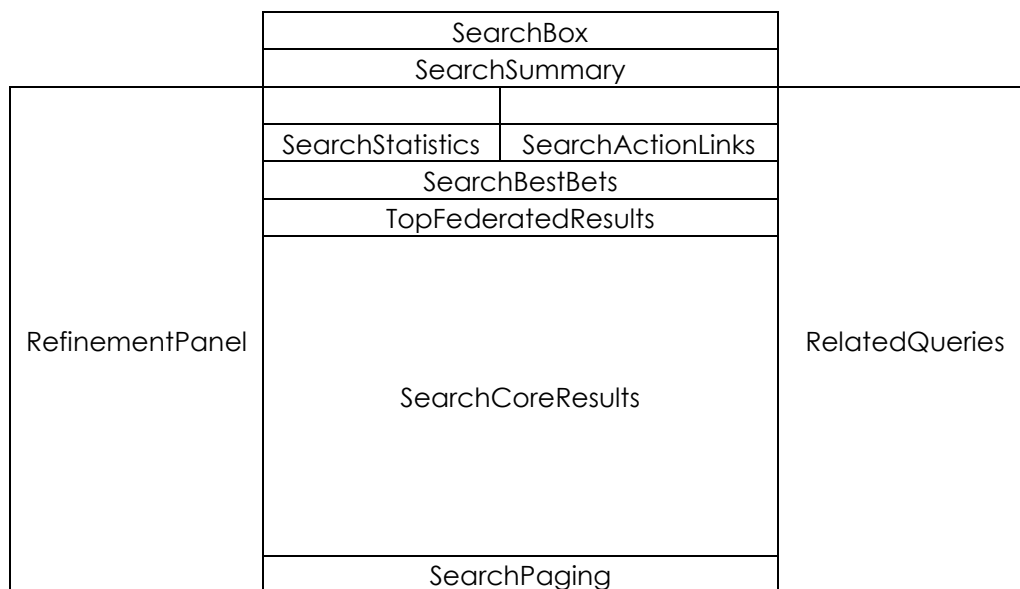 SearchBox
SearchSummary
SearchStatistics SearchActionLinks
SearchBestBets
TopFederatedResults
RefinementPanel
RelatedQueries
SearchCoreResults
SearchPaging